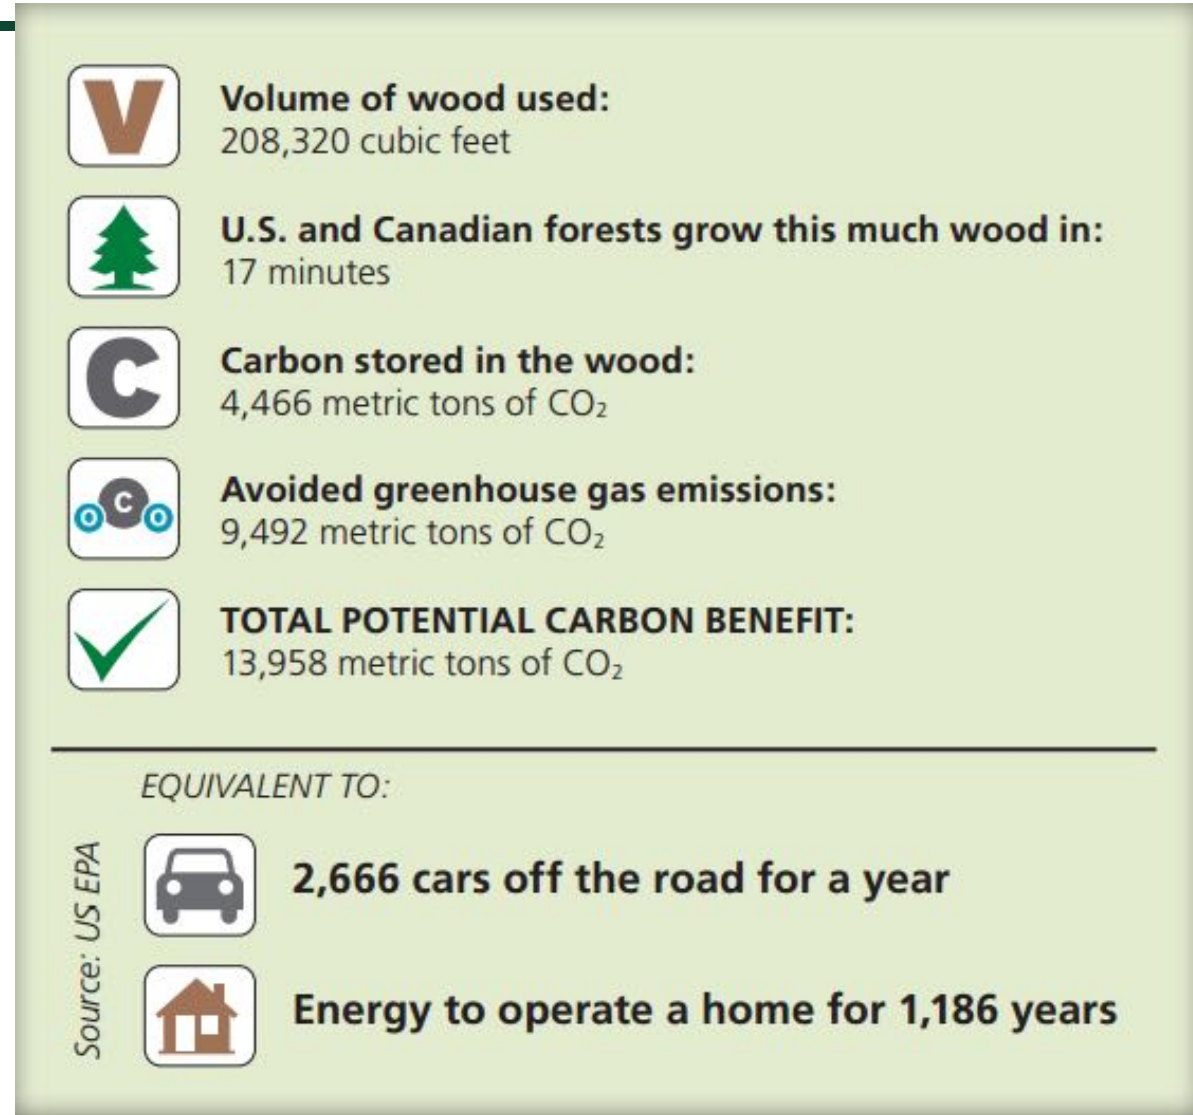 V
Volume of wood used:
208,320 cubic feet
U.S. and Canadian forests grow this much wood in:
17 minutes
C
Carbon stored in the wood:
4,466 metric tons of CO₂
O C O
Avoided greenhouse gas emissions:
9,492 metric tons of CO₂
TOTAL POTENTIAL CARBON BENEFIT:
13,958 metric tons of CO₂
EQUIVALENT TO:
Source: US EPA
2,666 cars off the road for a year
Energy to operate a home for 1,186 years